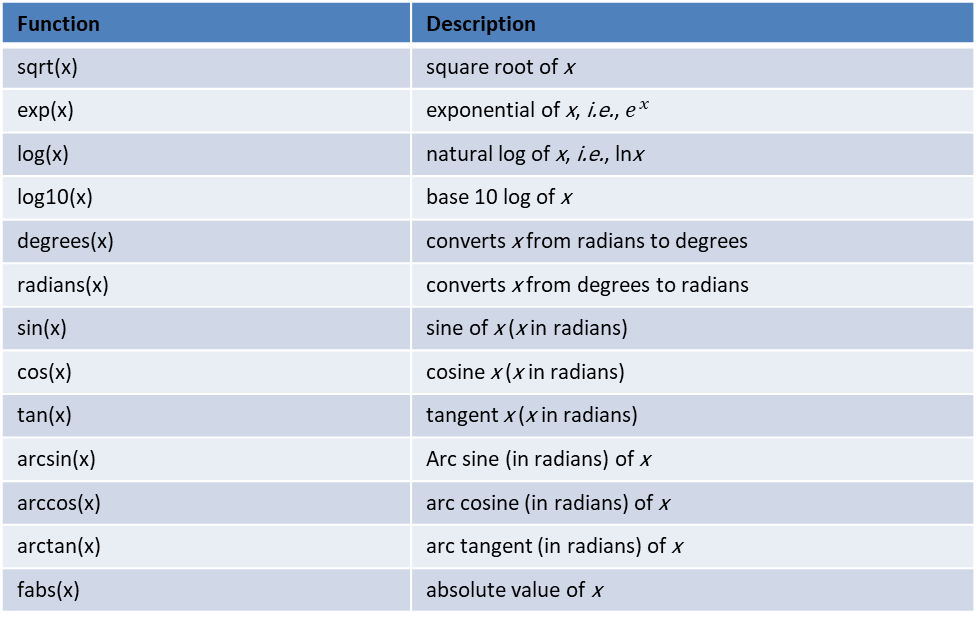 Function Description
sqrt(x) square root of x
exp(x) exponential of x, i.e., e^x
log(x) natural log of x, i.e., lnx
log10(x) base 10 log of x
degrees(x) converts x from radians to degrees
radians(x) converts x from degrees to radians
sin(x) sine of x (x in radians)
cos(x) cosine x (x in radians)
tan(x) tangent x (x in radians)
arcsin(x) Arc sine (in radians) of x
arccos(x) arc cosine (in radians) of x
arctan(x) arc tangent (in radians) of x
fabs(x) absolute value of x